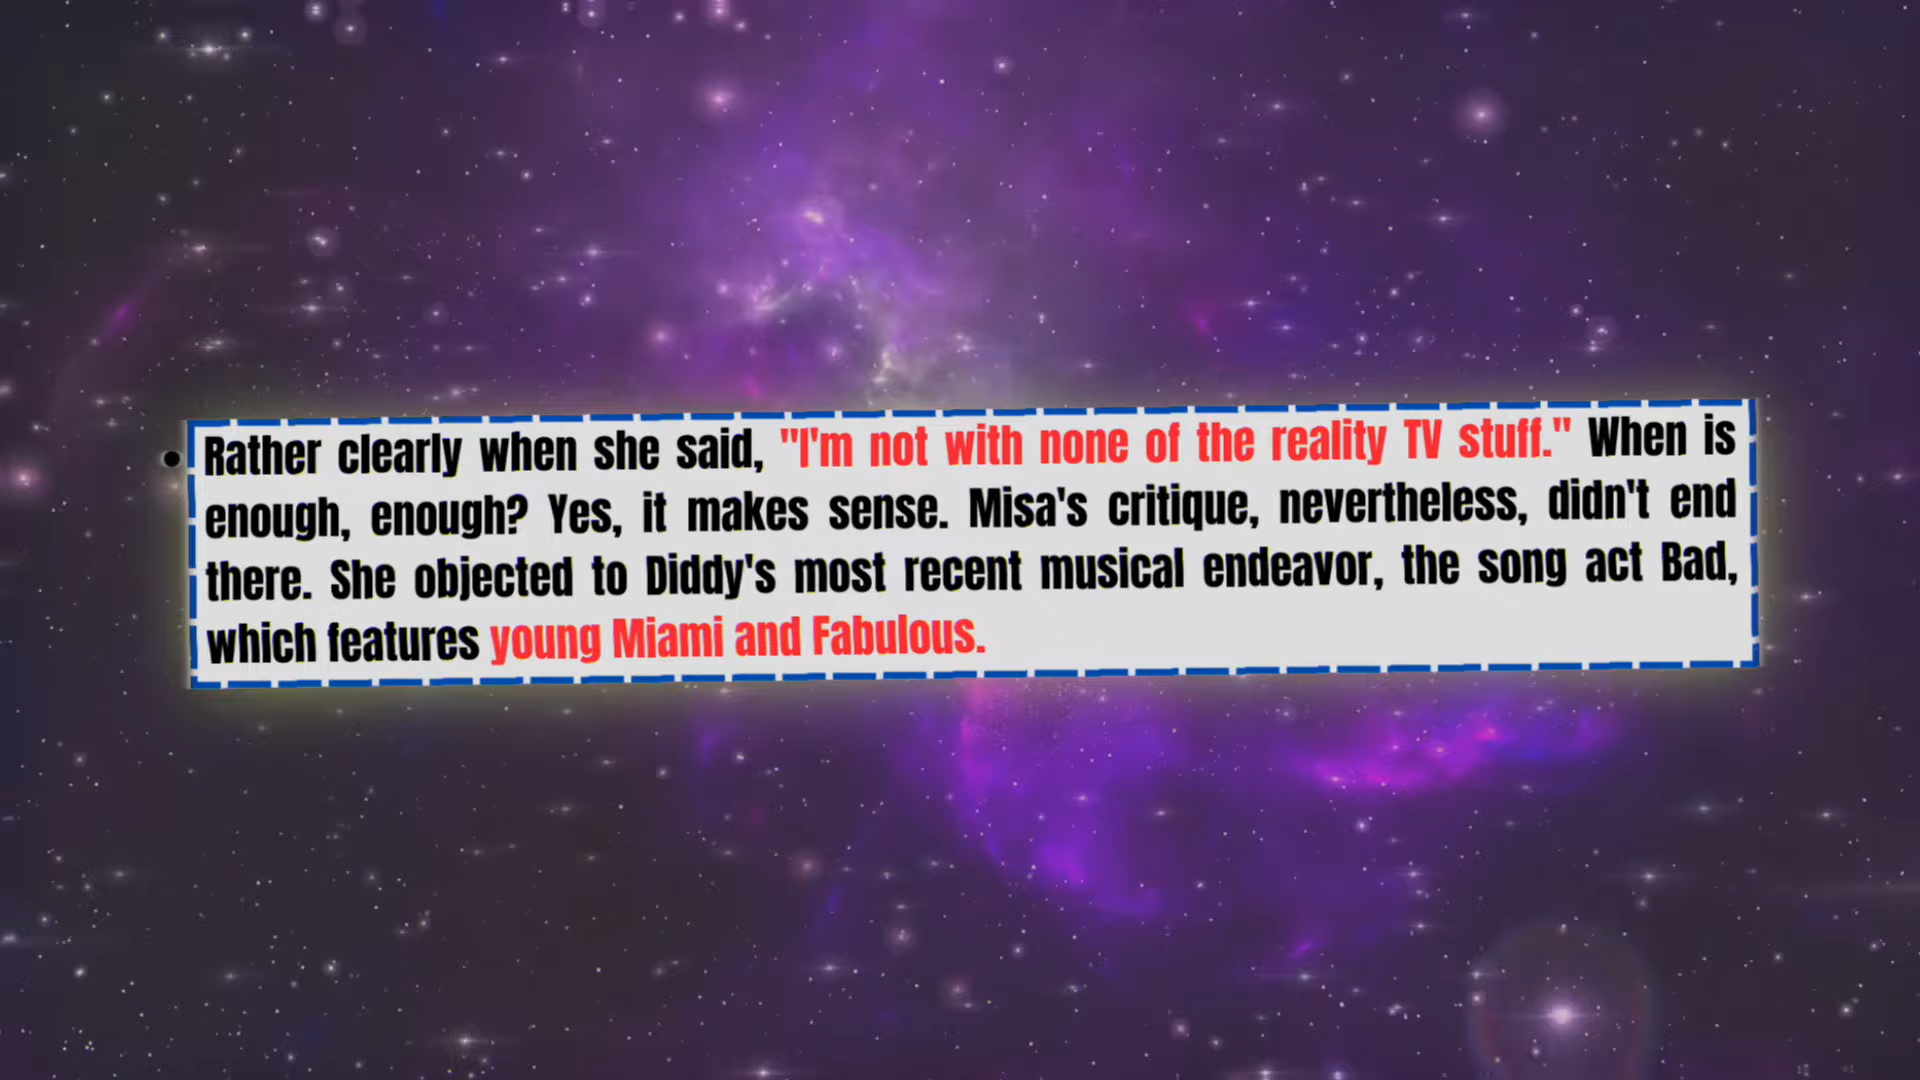 Rather clearly when she said, "I'm not with none of the reality TV stuff." When is
enough, enough? Yes, it makes sense. Misa's critique, nevertheless, didn't end
there. She objected to Diddy's most recent musical endeavor, the song act Bad,
which features young Miami and Fabulous.